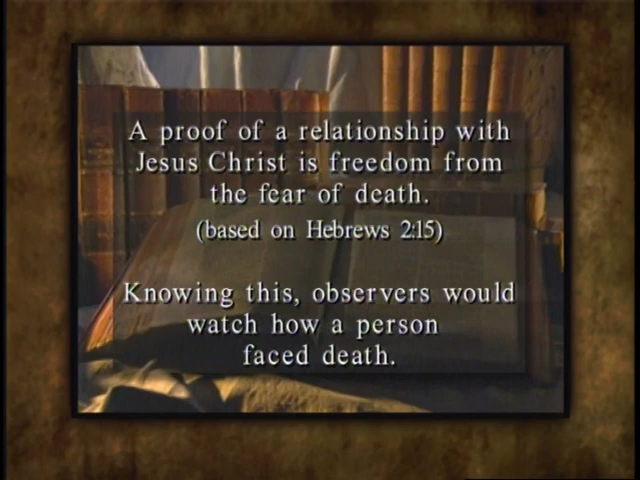 A proof of a relationship with
Jesus Christ is freedom from
the fear of death.
(based on Hebrews 2:15)
Knowing this, observers would
watch how a person
faced death.